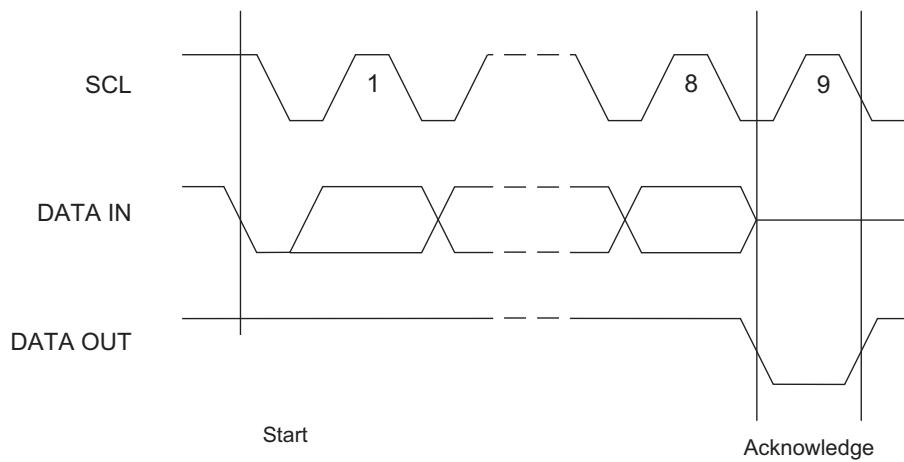 SCL
1
8
9
DATA IN
DATA OUT
Start
Acknowledge